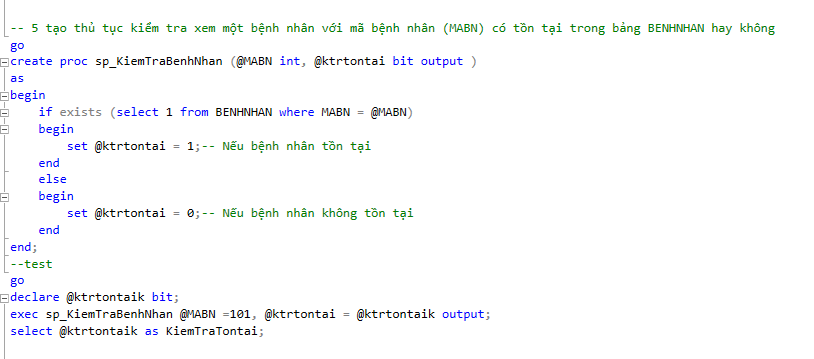 -- 5 tạo thủ tục kiểm tra xem một bệnh nhân với mã bệnh nhân (MABN) có tồn tại trong bảng BENHNHAN hay không
go
create proc sp_KiemTraBenhNhan (@MABN int, @ktrtontai bit output )
as
begin
    if exists (select 1 from BENHNHAN where MABN = @MABN)
    begin
        set @ktrtontai = 1;-- Nếu bệnh nhân tồn tại
    end
    else
    begin
        set @ktrtontai = 0;-- Nếu bệnh nhân không tồn tại
    end
end;
--test
go
declare @ktrtontaik bit;
exec sp_KiemTraBenhNhan @MABN =101, @ktrtontai = @ktrtontaik output;
select @ktrtontaik as KiemTraTontai;